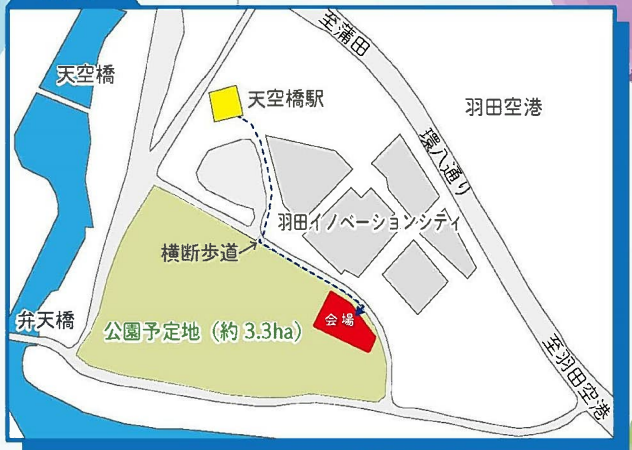 至蒲田
天空橋
天空橋駅
羽田空港
環八通り
羽田イノベーションシティ
横断歩道
会場
弁天橋
公園予定地（約3.3ha）
至羽田空港